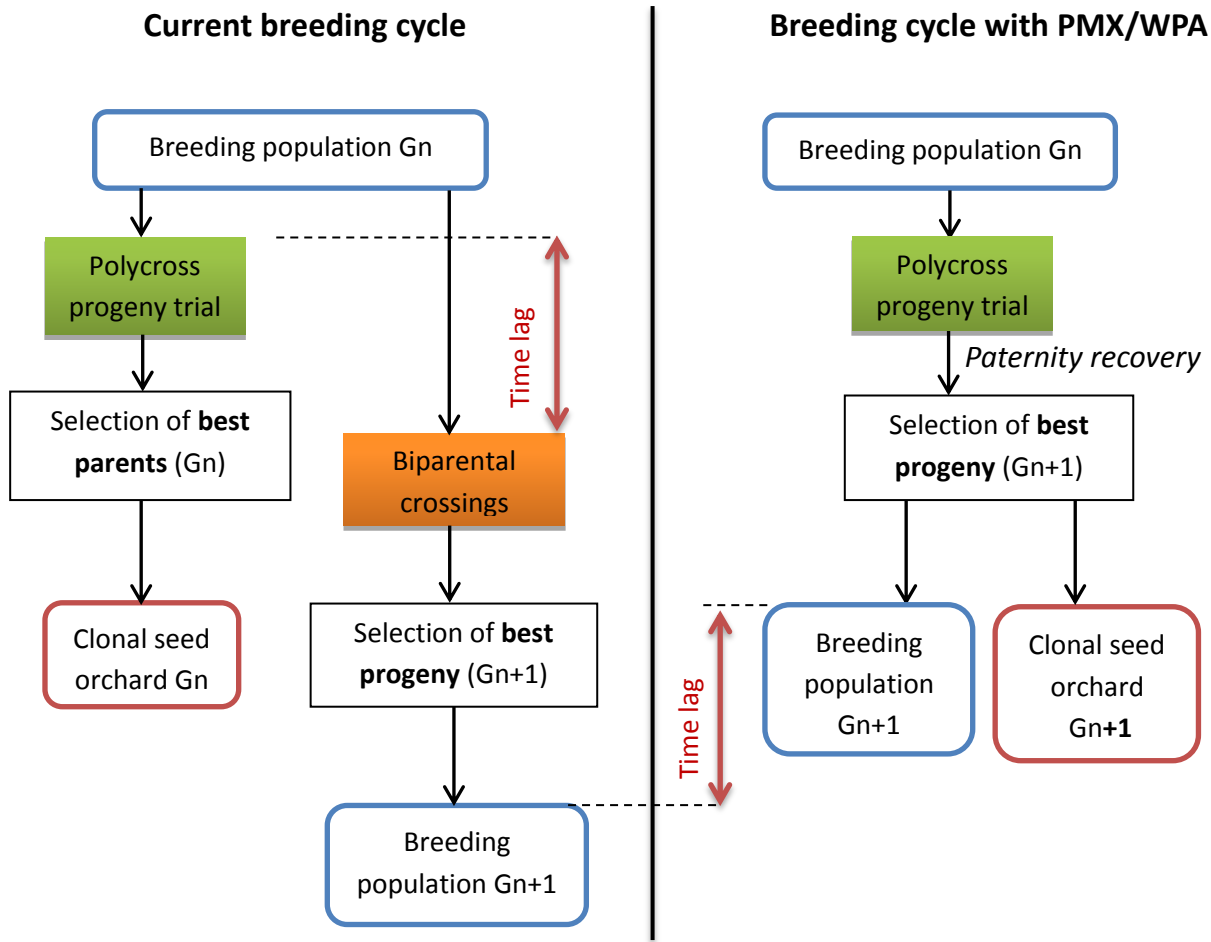 Current breeding cycle
Breeding population Gn
Polycross
progeny trial
Time lag
Selection of best
parents (Gn)
Biparental
crossings
Clonal seed
orchard Gn
Selection of best
progeny (Gn+1)
Breeding
population Gn+1
Breeding cycle with PMX/WPA
Breeding population Gn
Polycross
progeny trial
Paternity recovery
Selection of best
progeny (Gn+1)
Time lag
Breeding
population
Gn+1
Clonal seed
orchard
Gn+1